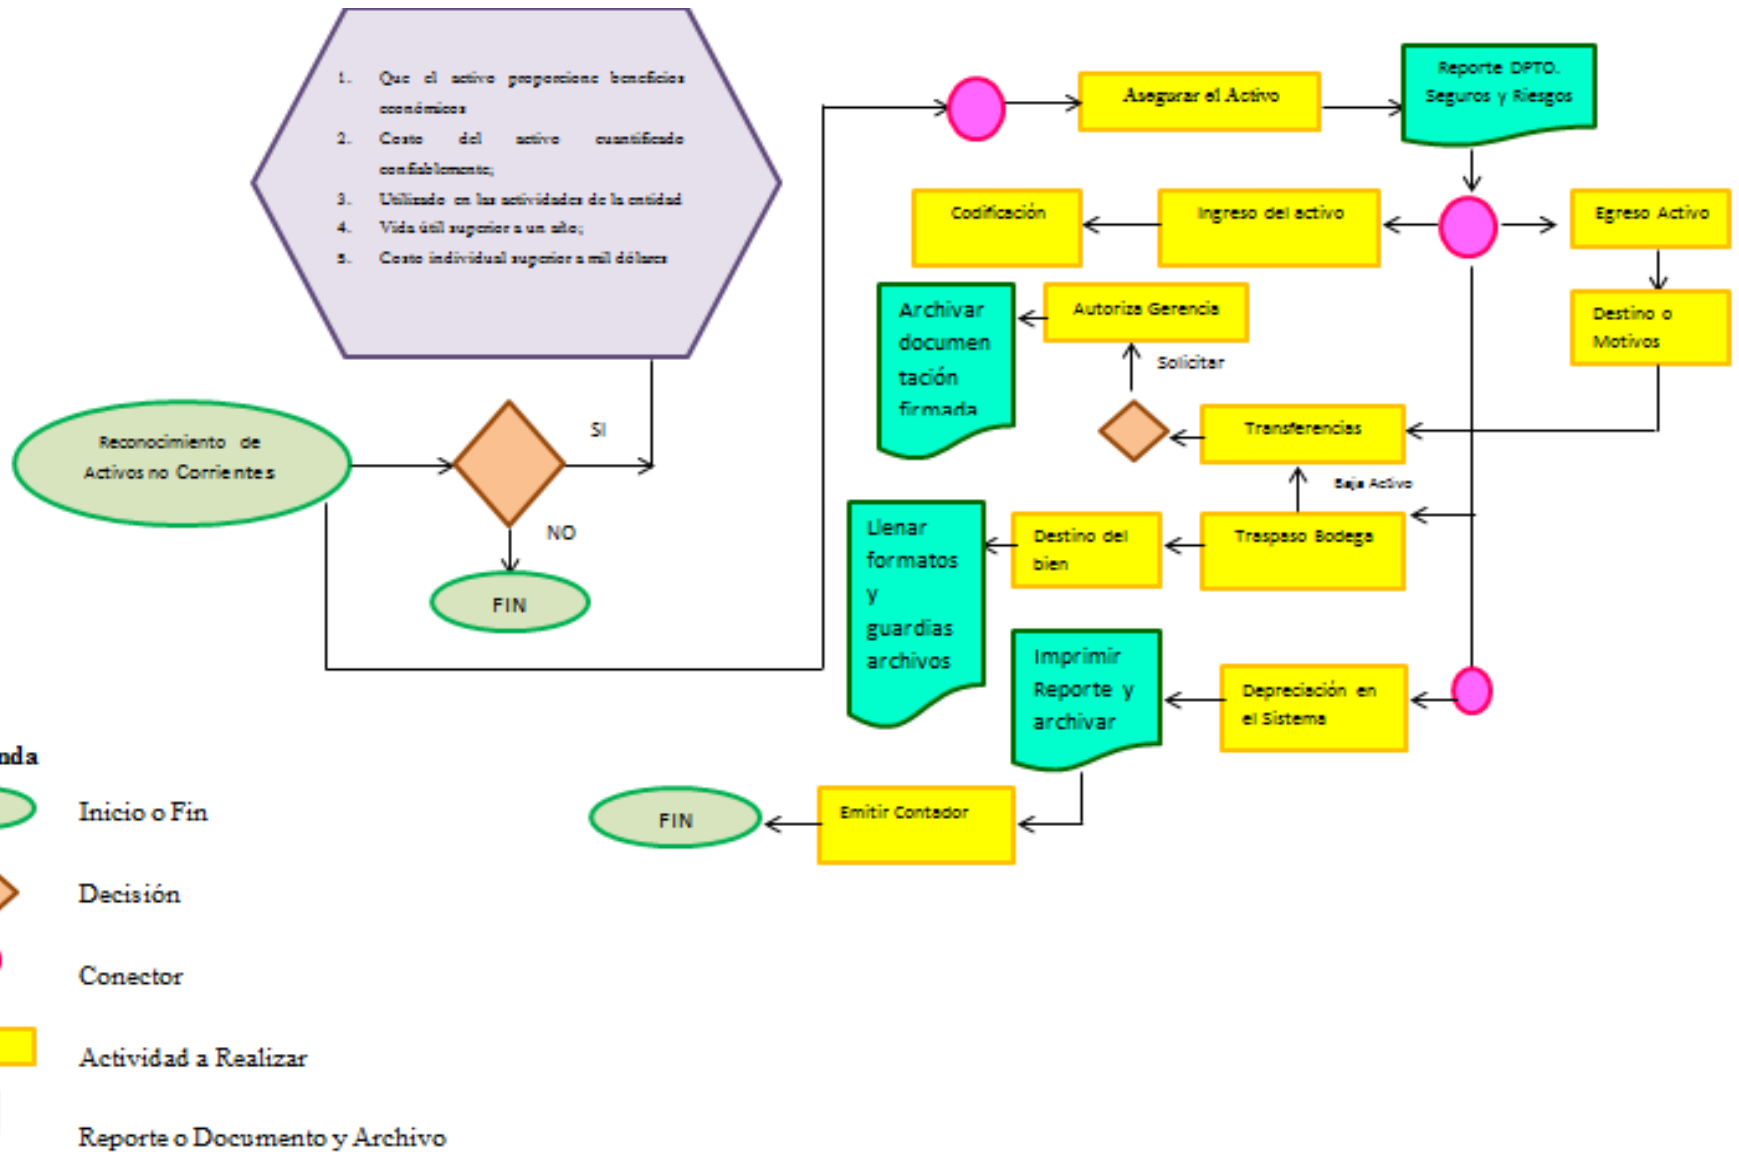 1. Que el activo proporcione beneficios
económicos
2. Costo del activo cuantificado
confiablemente;
3. Utilizado en las actividades de la entidad
4. Vida útil superior a un año;
5. Costo individual superior a mil dólares
Reconocimiento de
Activos no Corrientes
SI
NO
FIN
Asegurar el Activo
Reporte DPTO.
Seguros y Riesgos
Codificación
Ingreso del activo
Egreso Activo
Destino o
Motivos
Archivar
documen
tación
firmada
Autoriza Gerencia
Solicitar
Transferencias
Baja Activo
Llenar
formatos
y
guardias
archivos
Destino del
bien
Traspaso Bodega
Imprimir
Reporte y
archivar
Depreciación en
el Sistema
FIN
Emitir Contador
nda
Inicio o Fin
Decisión
Conector
Actividad a Realizar
Reporte o Documento y Archivo